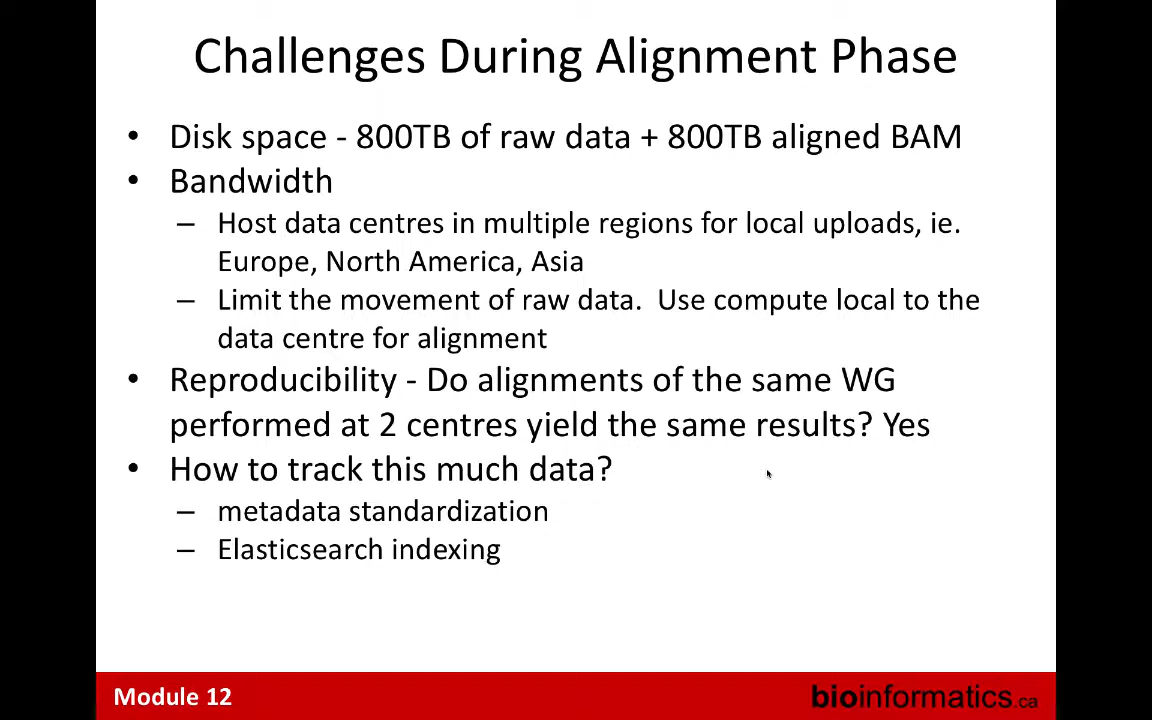 Challenges During Alignment Phase
• Disk space - 800TB of raw data + 800TB aligned BAM
• Bandwidth
– Host data centres in multiple regions for local uploads, ie.
Europe, North America, Asia
– Limit the movement of raw data.  Use compute local to the
data centre for alignment
• Reproducibility - Do alignments of the same WG
performed at 2 centres yield the same results? Yes
• How to track this much data?
– metadata standardization
– Elasticsearch indexing
Module 12
bioinformatics.ca